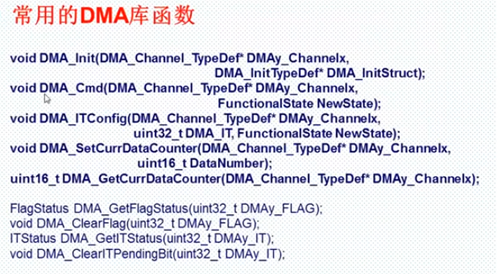 常用的DMA库函数
void DMA_Init(DMA_Channel_TypeDef* DMAy_Channelx,
DMA_InitTypeDef* DMA_InitStruct);
void DMA_Cmd(DMA_Channel_TypeDef* DMAy_Channelx,
FunctionalState NewState);
void DMA_ITConfig(DMA_Channel_TypeDef* DMAy_Channelx,
uint32_t DMA_IT, FunctionalState NewState);
void DMA_SetCurrDataCounter(DMA_Channel_TypeDef* DMAy_Channelx,
uint16_t DataNumber);
uint16_t DMA_GetCurrDataCounter(DMA_Channel_TypeDef* DMAy_Channelx);
FlagStatus DMA_GetFlagStatus(uint32_t DMAy_FLAG);
void DMA_ClearFlag(uint32_t DMAy_FLAG);
ITStatus DMA_GetITStatus(uint32_t DMAy_IT);
void DMA_ClearITPendingBit(uint32_t DMAy_IT);